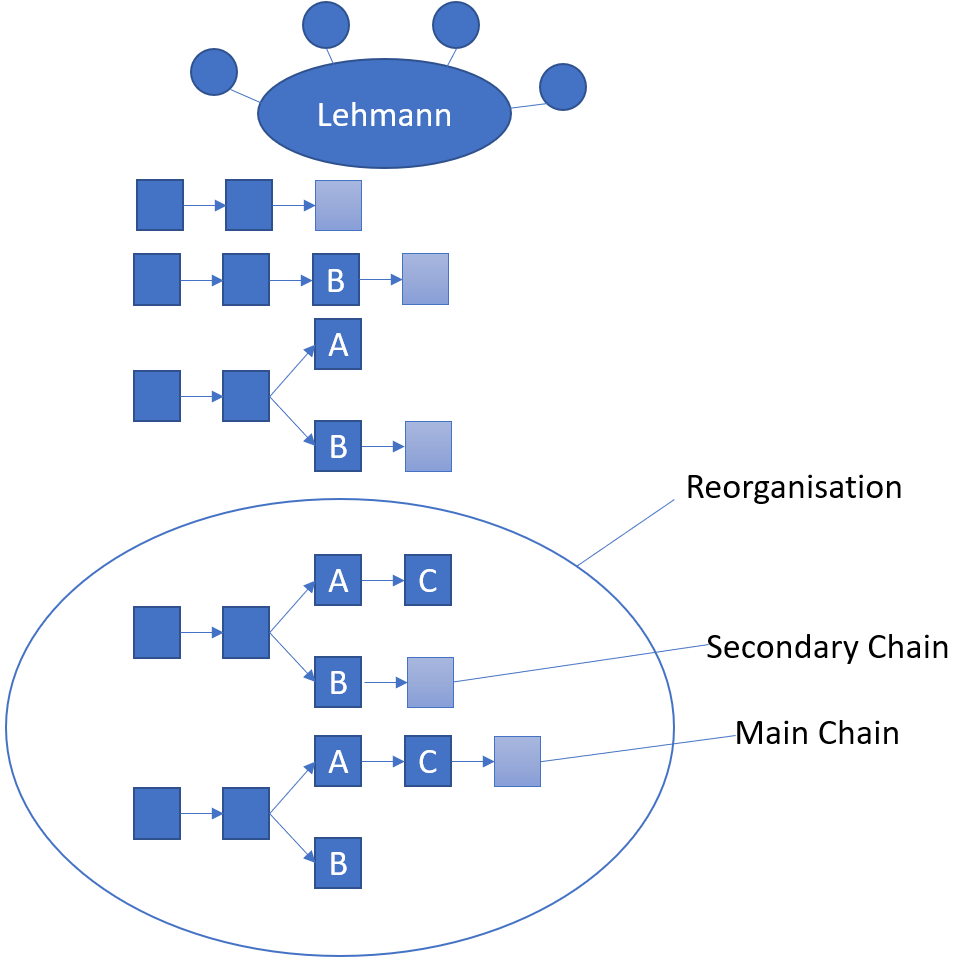 Lehmann
B
A
B
Reorganisation
A C
Secondary Chain
B
Main Chain
A C
B